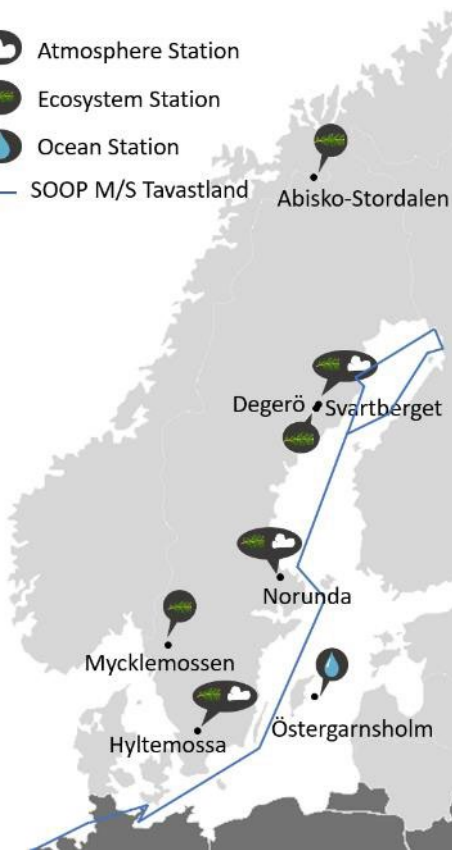 Atmosphere Station
Ecosystem Station
Ocean Station
SOOP M/S Tavastland
Abisko-Stordalen
Degerö Svartberget
Norunda
Mycklemossen
Östergarnsholm
Hyltemossa